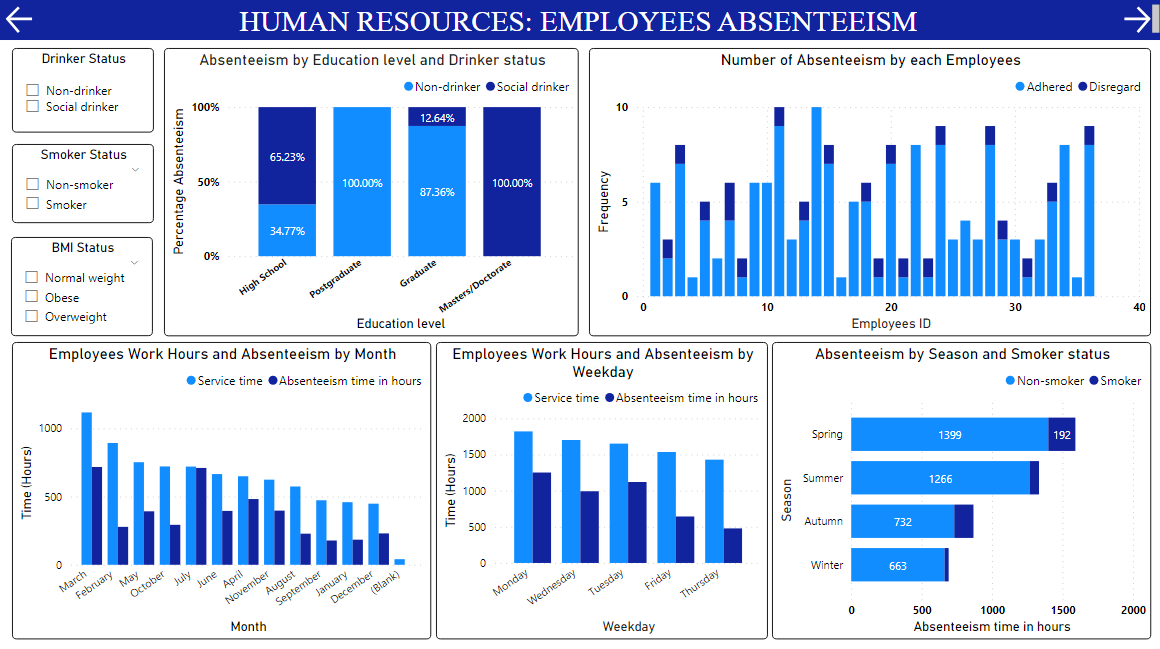 HUMAN RESOURCES: EMPLOYEES ABSENTEEISM
Drinker Status
Non-drinker
Social drinker
Smoker Status
Non-smoker
Smoker
BMI Status
Normal weight
Obese
Overweight
Absenteeism by Education level and Drinker status
Non-drinker Social drinker
Percentage Absenteeism
100%
50%
0%
65.23%
34.77%
100.00%
12.64%
87.36%
100.00%
High School
Postgraduate
Graduate
Masters/Doctorate
Education level
Number of Absenteeism by each Employees
Adhered Disregard
Frequency
10
5
0
0 10 20 30 40
Employees ID
Employees Work Hours and Absenteeism by Month
Service time Absenteeism time in hours
Time (Hours)
1000
500
0
March
February
May
October
July
June
April
November
August
September
January
December
(Blank)
Month
Employees Work Hours and Absenteeism by
Weekday
Service time Absenteeism time in hours
Time (Hours)
2000
1500
1000
500
0
Monday
Wednesday
Tuesday
Friday
Thursday
Weekday
Absenteeism by Season and Smoker status
Non-smoker Smoker
Season
Spring 1399 192
Summer 1266
Autumn 732
Winter 663
0 500 1000 1500 2000
Absenteeism time in hours